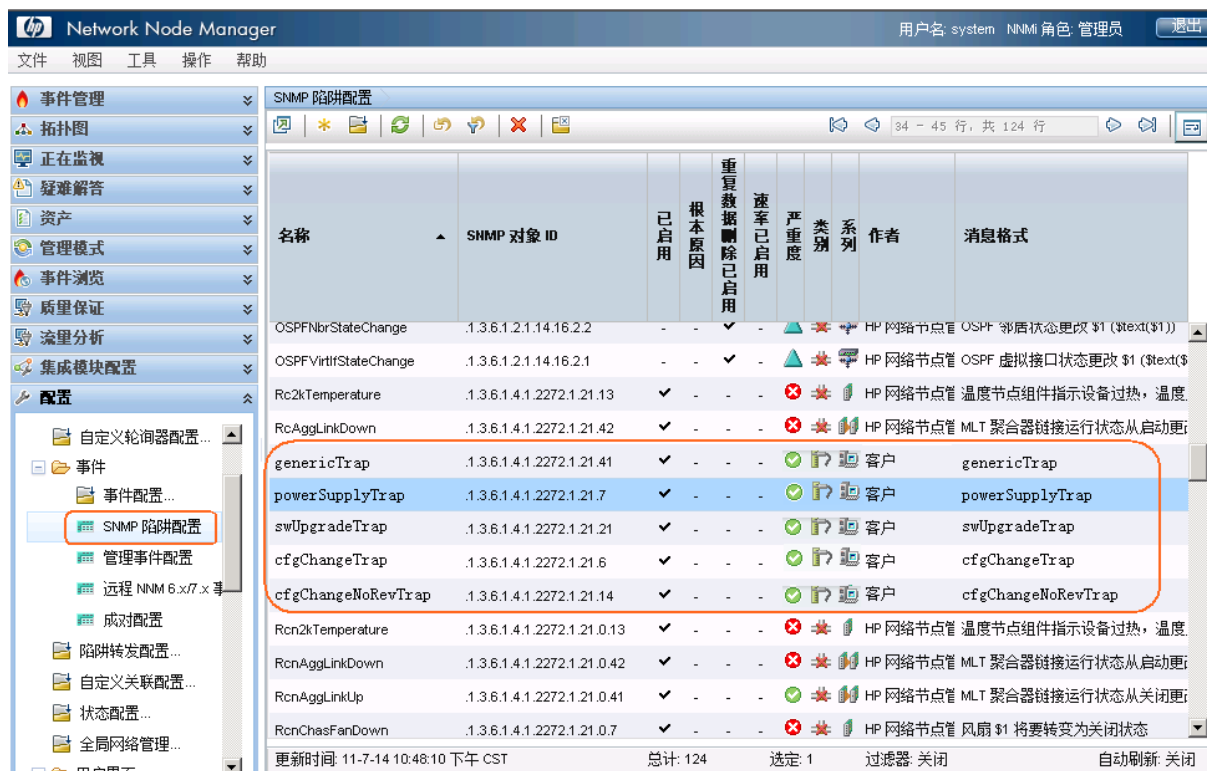 hp Network Node Manager 用户名: system NNMi 角色: 管理员 退出
文件 视图 工具 操作 帮助
事件管理
拓扑图
正在监视
疑难解答
资产
管理模式
事件浏览
质量保证
流量分析
集成模块配置
配置
自定义轮询器配置...
事件
事件配置...
SNMP 陷阱配置
管理事件配置
远程 NNM 6.x/7.x 事
成对配置
陷阱转发配置...
自定义关联配置...
状态配置...
全局网络管理...
SNMP 陷阱配置
34 - 45 行, 共 124 行
名称 SNMP 对象 ID 已启用 根本原因 重复数据删除已启用 速率已启用 严重度 类别 系列 作者 消息格式
OSPFNbrStateChange .1.3.6.1.2.1.14.16.2.2 - - - HP 网络节点管 OSPF 邻居状态更改 $1 ($text($1))
OSPFVirtIfStateChange .1.3.6.1.2.1.14.16.2.1 - - - HP 网络节点管 OSPF 虚拟接口状态更改 $1 ($text($
Rc2kTemperature .1.3.6.1.4.1.2272.1.21.13 - - - HP 网络节点管 温度节点组件指示设备过热，温度
RcAggLinkDown .1.3.6.1.4.1.2272.1.21.42 - - - HP 网络节点管 MLT 聚合器链接运行状态从启动更改
genericTrap .1.3.6.1.4.1.2272.1.21.41 - - - 客户 genericTrap
powerSupplyTrap .1.3.6.1.4.1.2272.1.21.7 - - - 客户 powerSupplyTrap
swUpgradeTrap .1.3.6.1.4.1.2272.1.21.21 - - - 客户 swUpgradeTrap
cfgChangeTrap .1.3.6.1.4.1.2272.1.21.6 - - - 客户 cfgChangeTrap
cfgChangeNoRevTrap .1.3.6.1.4.1.2272.1.21.14 - - - 客户 cfgChangeNoRevTrap
Rcn2kTemperature .1.3.6.1.4.1.2272.1.21.0.13 - - - HP 网络节点管 温度节点组件指示设备过热，温度
RcnAggLinkDown .1.3.6.1.4.1.2272.1.21.0.42 - - - HP 网络节点管 MLT 聚合器链接运行状态从启动更改
RcnAggLinkUp .1.3.6.1.4.1.2272.1.21.0.41 - - - HP 网络节点管 MLT 聚合器链接运行状态从关闭更改
RcnChasFanDown .1.3.6.1.4.1.2272.1.21.0.7 - - - HP 网络节点管 风扇 $1 将要转变为关闭状态
更新时间: 11-7-14 10:48:10 下午 CST 总计: 124 选定: 1 过滤器: 关闭 自动刷新: 关闭